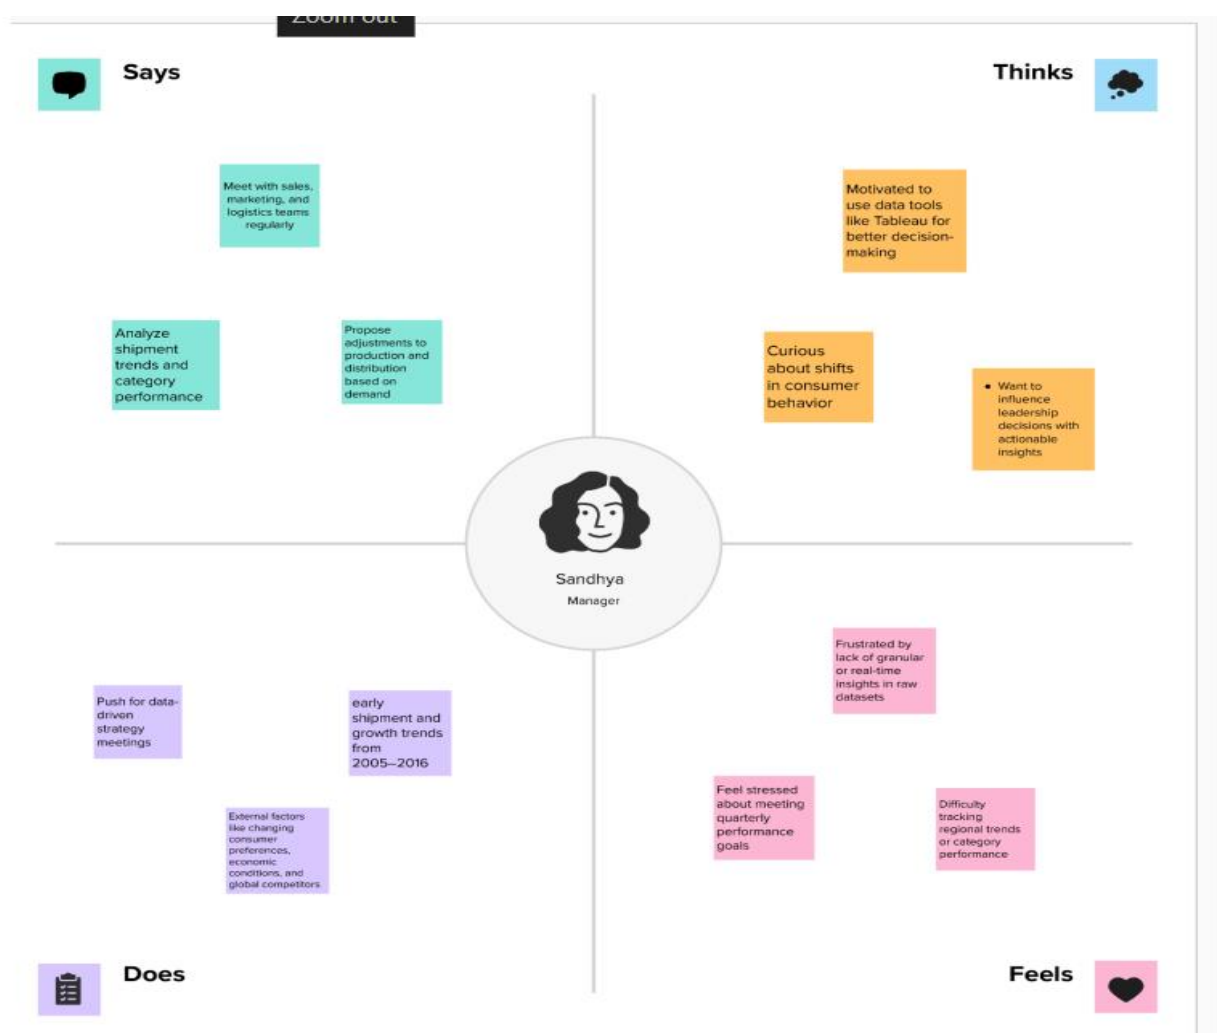 Zoom out
Says
Meet with sales,
marketing, and
logistics teams
regularly
Analyze
shipment
trends and
category
performance
Propose
adjustments to
production and
distribution
based on
demand
Thinks
Motivated to
use data tools
like Tableau for
better decision-
making
Curious
about shifts
in consumer
behavior
• Want to
influence
leadership
decisions with
actionable
insights
Sandhya
Manager
Push for data-
driven
strategy
meetings
early
shipment and
growth trends
from
2005–2016
External factors
like changing
consumer
preferences,
economic
conditions, and
global competitors
Does
Frustrated by
lack of granular
or real-time
insights in raw
datasets
Feel stressed
about meeting
quarterly
performance
goals
Difficulty
tracking
regional trends
or category
performance
Feels